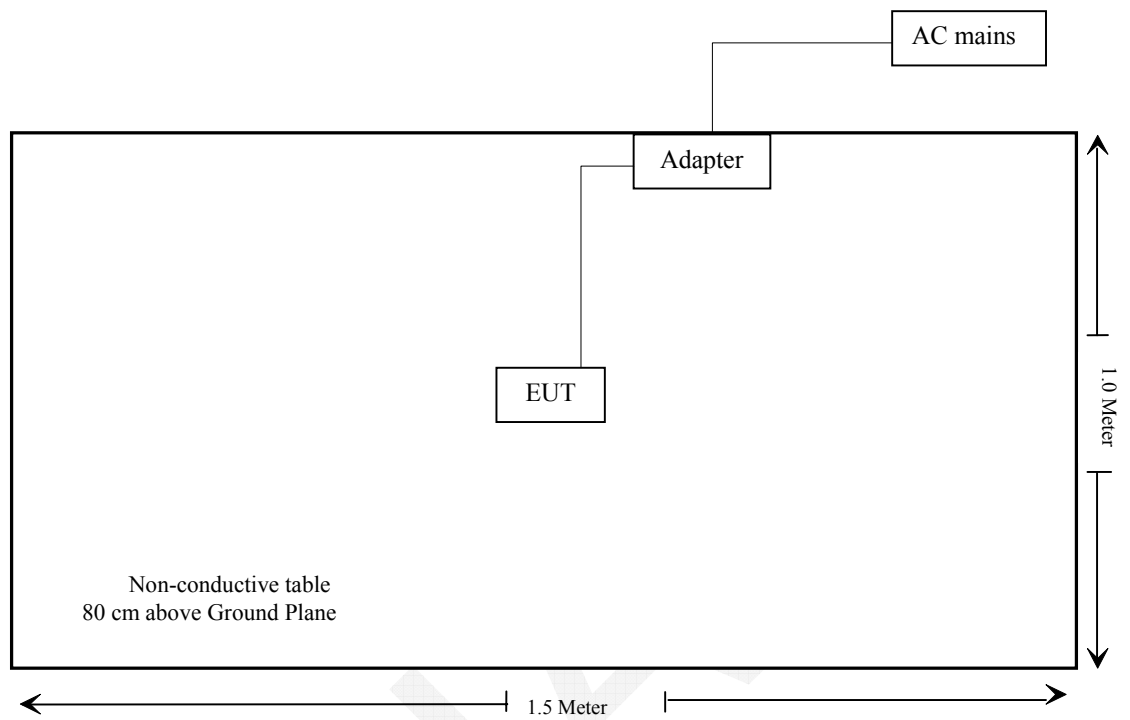 AC mains
Adapter
EUT
1.0 Meter
Non-conductive table
80 cm above Ground Plane
1.5 Meter